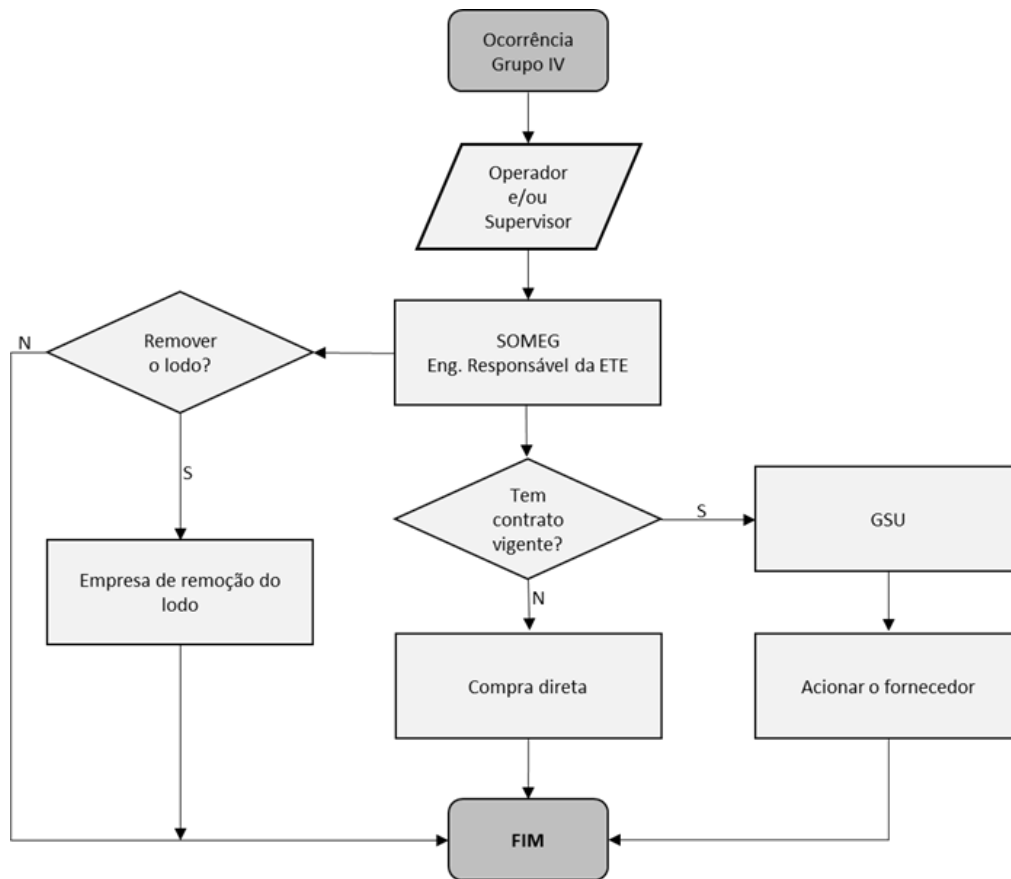 Ocorrência
Grupo IV
Operador
e/ou
Supervisor
SOMEG
Eng. Responsável da ETE
N
Remover
o lodo?
S
Tem
contrato
vigente?
S
GSU
N
Empresa de remoção do
lodo
Compra direta
Acionar o fornecedor
FIM